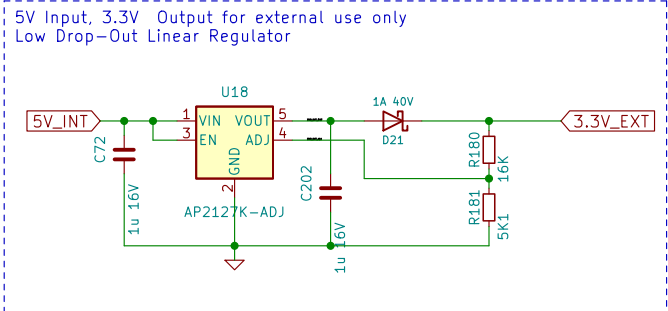 5V Input, 3.3V  Output for external use only
Low Drop-Out Linear Regulator
U18
1A 40V
5V_INT
1
VIN
VOUT
5
3.3V_EXT
3
EN
ADJ
4
D21
C72
GND
R180
16K
2
C202
R181
5K1
1u 16V
AP2127K-ADJ
1u 16V